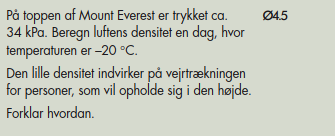 På toppen af Mount Everest er trykket ca. Ø4.5
34 kPa. Beregn luftens densitet en dag, hvor
temperaturen er –20 °C.
Den lille densitet indvirker på vejrtrækningen
for personer, som vil opholde sig i den højde.
Forklar hvordan.